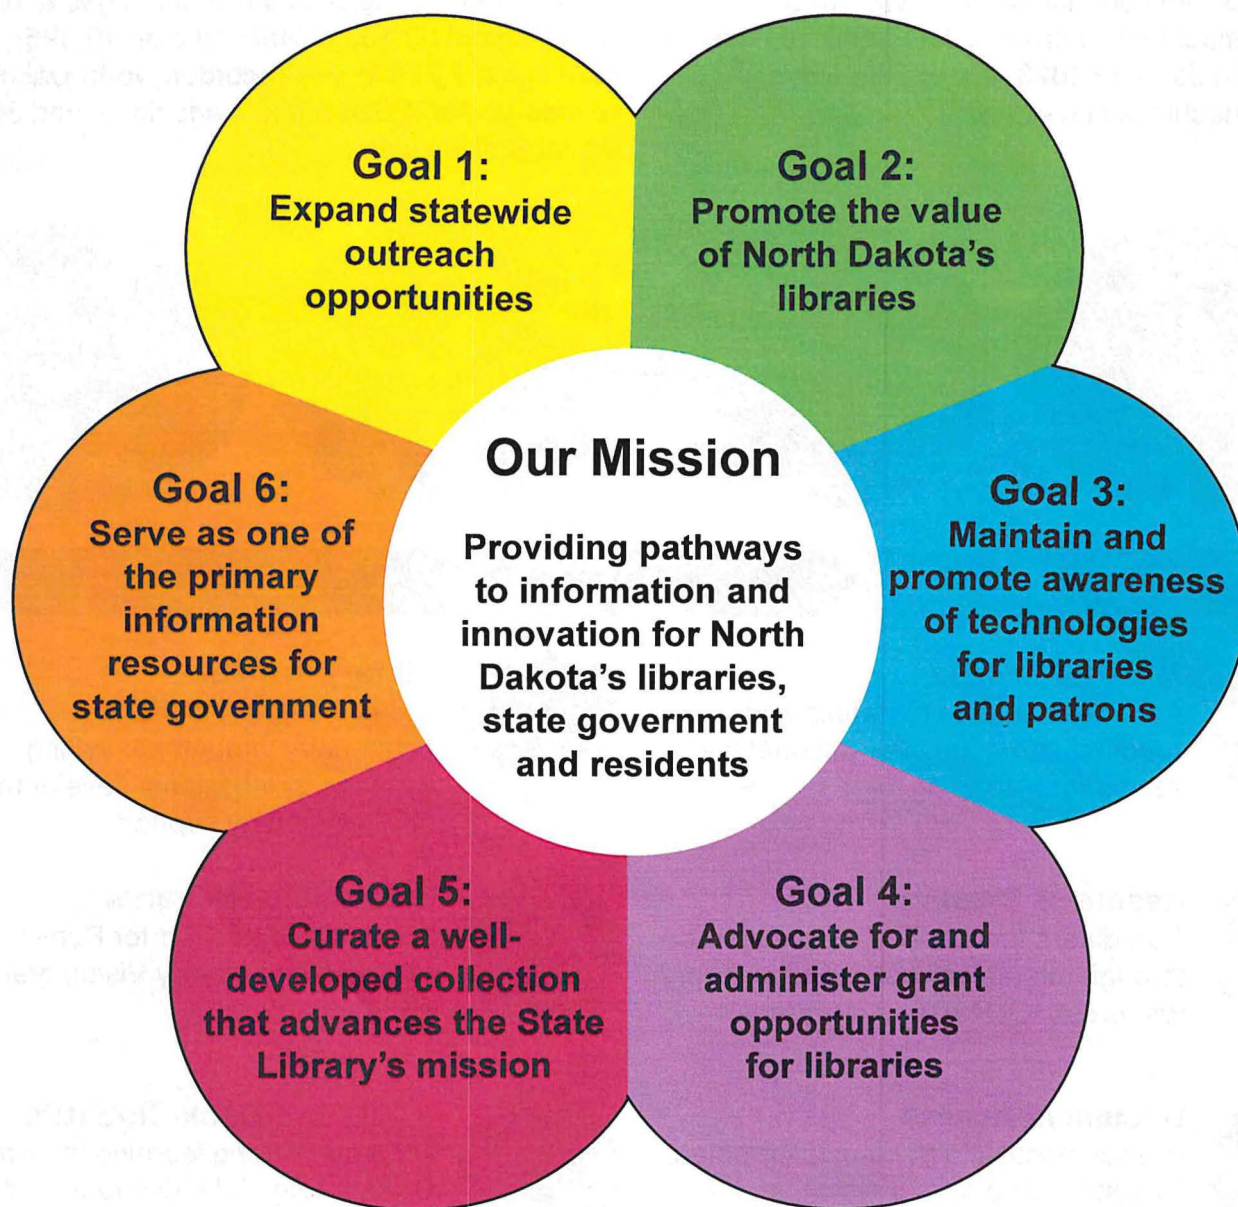 Goal 1:
Expand statewide
outreach
opportunities
Goal 2:
Promote the value
of North Dakota's
libraries
Goal 3:
Maintain and
promote awareness
of technologies
for libraries
and patrons
Goal 4:
Advocate for and
administer grant
opportunities
for libraries
Goal 5:
Curate a well-
developed collection
that advances the State
Library's mission
Goal 6:
Serve as one of
the primary
information
resources for
state government
Our Mission
Providing pathways
to information and
innovation for North
Dakota's libraries,
state government
and residents